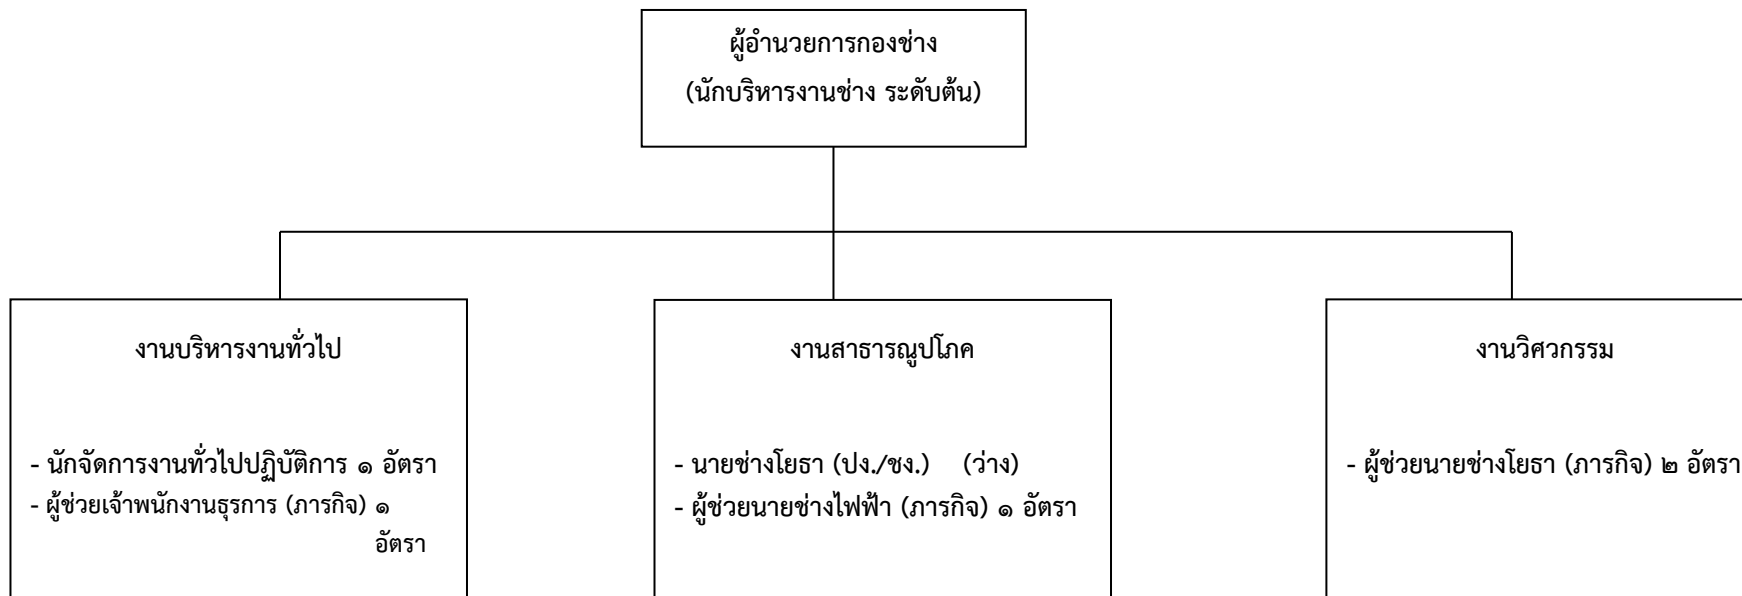 ผู้อำนวยการกองช่าง
(นักบริหารงานช่าง ระดับต้น)
งานบริหารงานทั่วไป
- นักจัดการงานทั่วไปปฏิบัติการ ๑ อัตรา
- ผู้ช่วยเจ้าพนักงานธุรการ (ภารกิจ) ๑
อัตรา
งานสาธารณูปโภค
- นายช่างโยธา (ปง./ชง.) (ว่าง)
- ผู้ช่วยนายช่างไฟฟ้า (ภารกิจ) ๑ อัตรา
งานวิศวกรรม
- ผู้ช่วยนายช่างโยธา (ภารกิจ) ๒ อัตรา